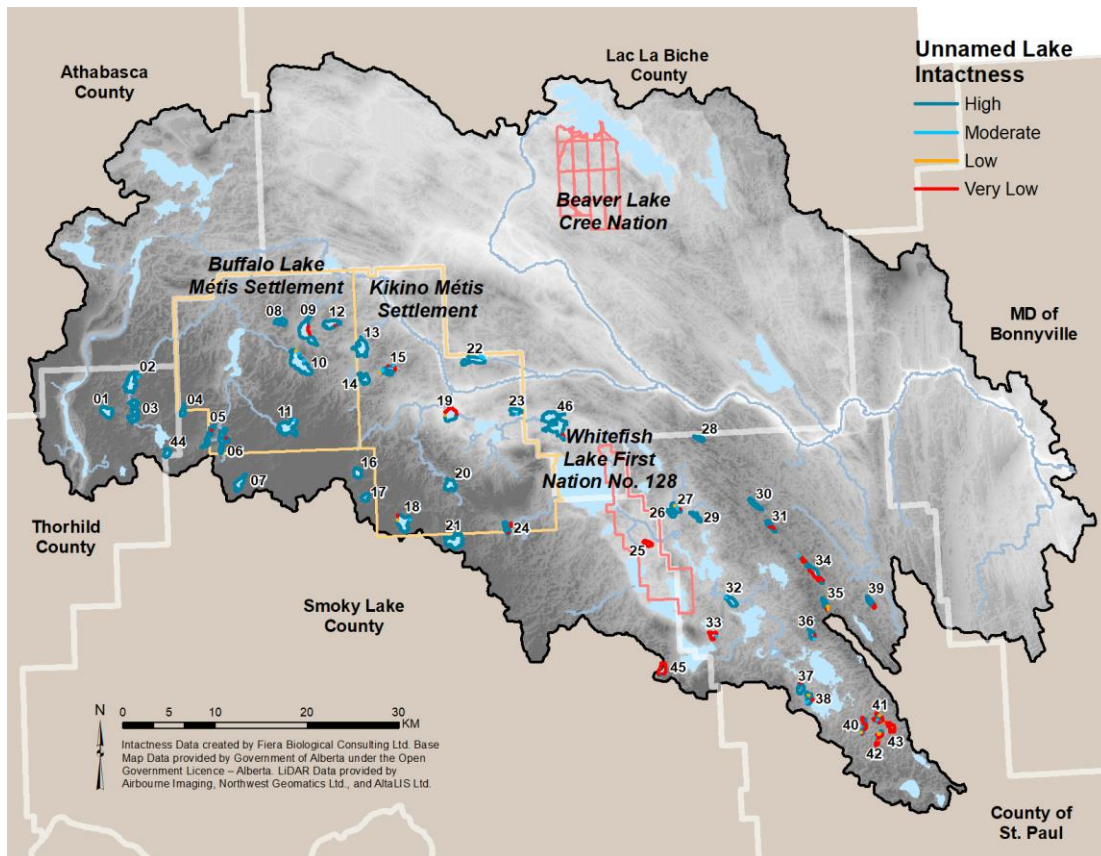 Unnamed Lake
Intactness
High
Moderate
Low
Very Low
Athabasca
County
Lac La Biche
County
Beaver Lake
Cree Nation
Buffalo Lake
Métis Settlement
Kikino Métis
Settlement
MD of
Bonnyville
08
09
12
13
10
15
14
22
02
01
03
04
05
06
11
19
23
46
44
07
28
Whitefish
Lake First
Nation No. 128
16
17
20
18
21
24
26
27
29
30
31
25
34
35
39
32
36
33
45
37
38
41
40
43
42
Thorhild
County
Smoky Lake
County
County of
St. Paul
N
0 5 10 20 30
KM
Intactness Data created by Fiera Biological Consulting Ltd. Base
Map Data provided by Government of Alberta under the Open
Government Licence – Alberta. LiDAR Data provided by
Airbourne Imaging, Northwest Geomatics Ltd., and AltaLIS Ltd.